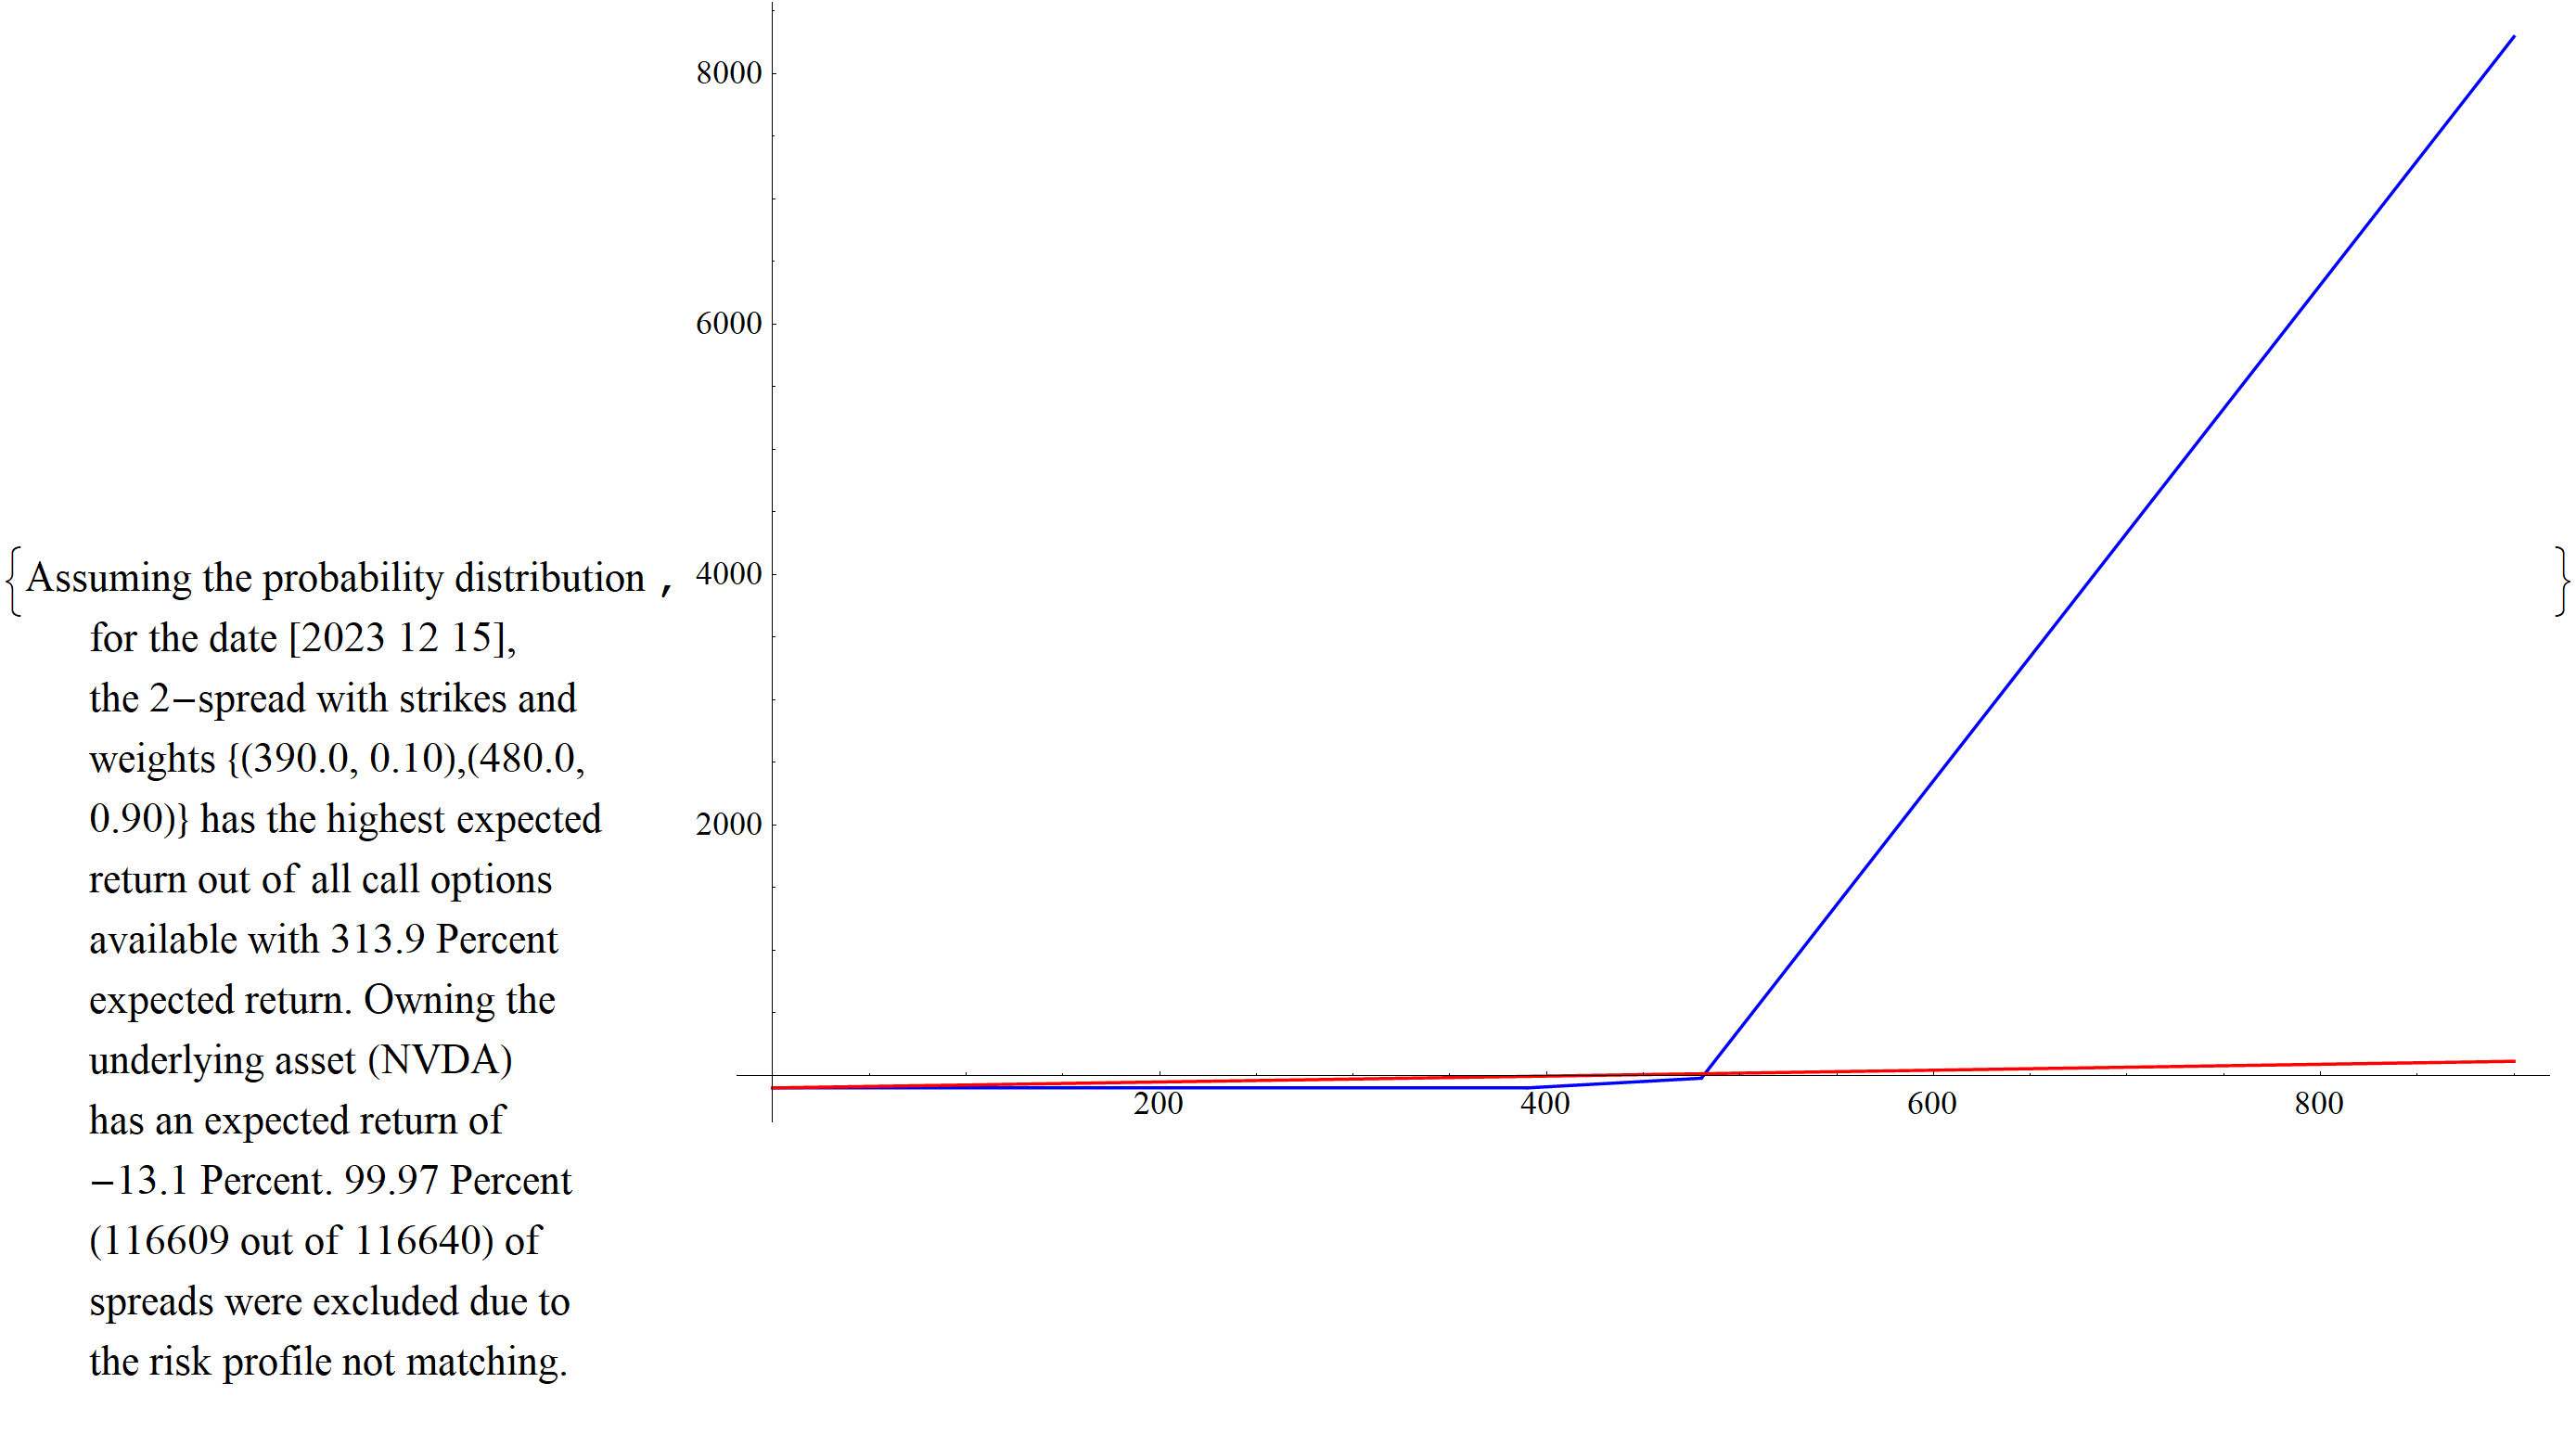 {Assuming the probability distribution ,
for the date [2023 12 15],
the 2−spread with strikes and
weights {(390.0, 0.10),(480.0,
0.90)} has the highest expected
return out of all call options
available with 313.9 Percent
expected return. Owning the
underlying asset (NVDA)
has an expected return of
−13.1 Percent. 99.97 Percent
(116609 out of 116640) of
spreads were excluded due to
the risk profile not matching.
8000
6000
4000
2000
200
400
600
800
}